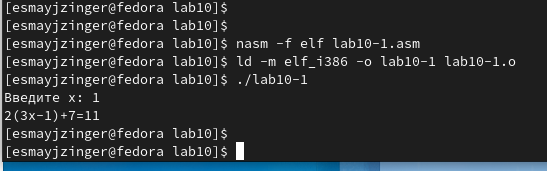 [esmayjzinger@fedora lab10]$
[esmayjzinger@fedora lab10]$
[esmayjzinger@fedora lab10]$ nasm -f elf lab10-1.asm
[esmayjzinger@fedora lab10]$ ld -m elf_i386 -o lab10-1 lab10-1.o
[esmayjzinger@fedora lab10]$ ./lab10-1
Введите x: 1
2(3x-1)+7=11
[esmayjzinger@fedora lab10]$
[esmayjzinger@fedora lab10]$